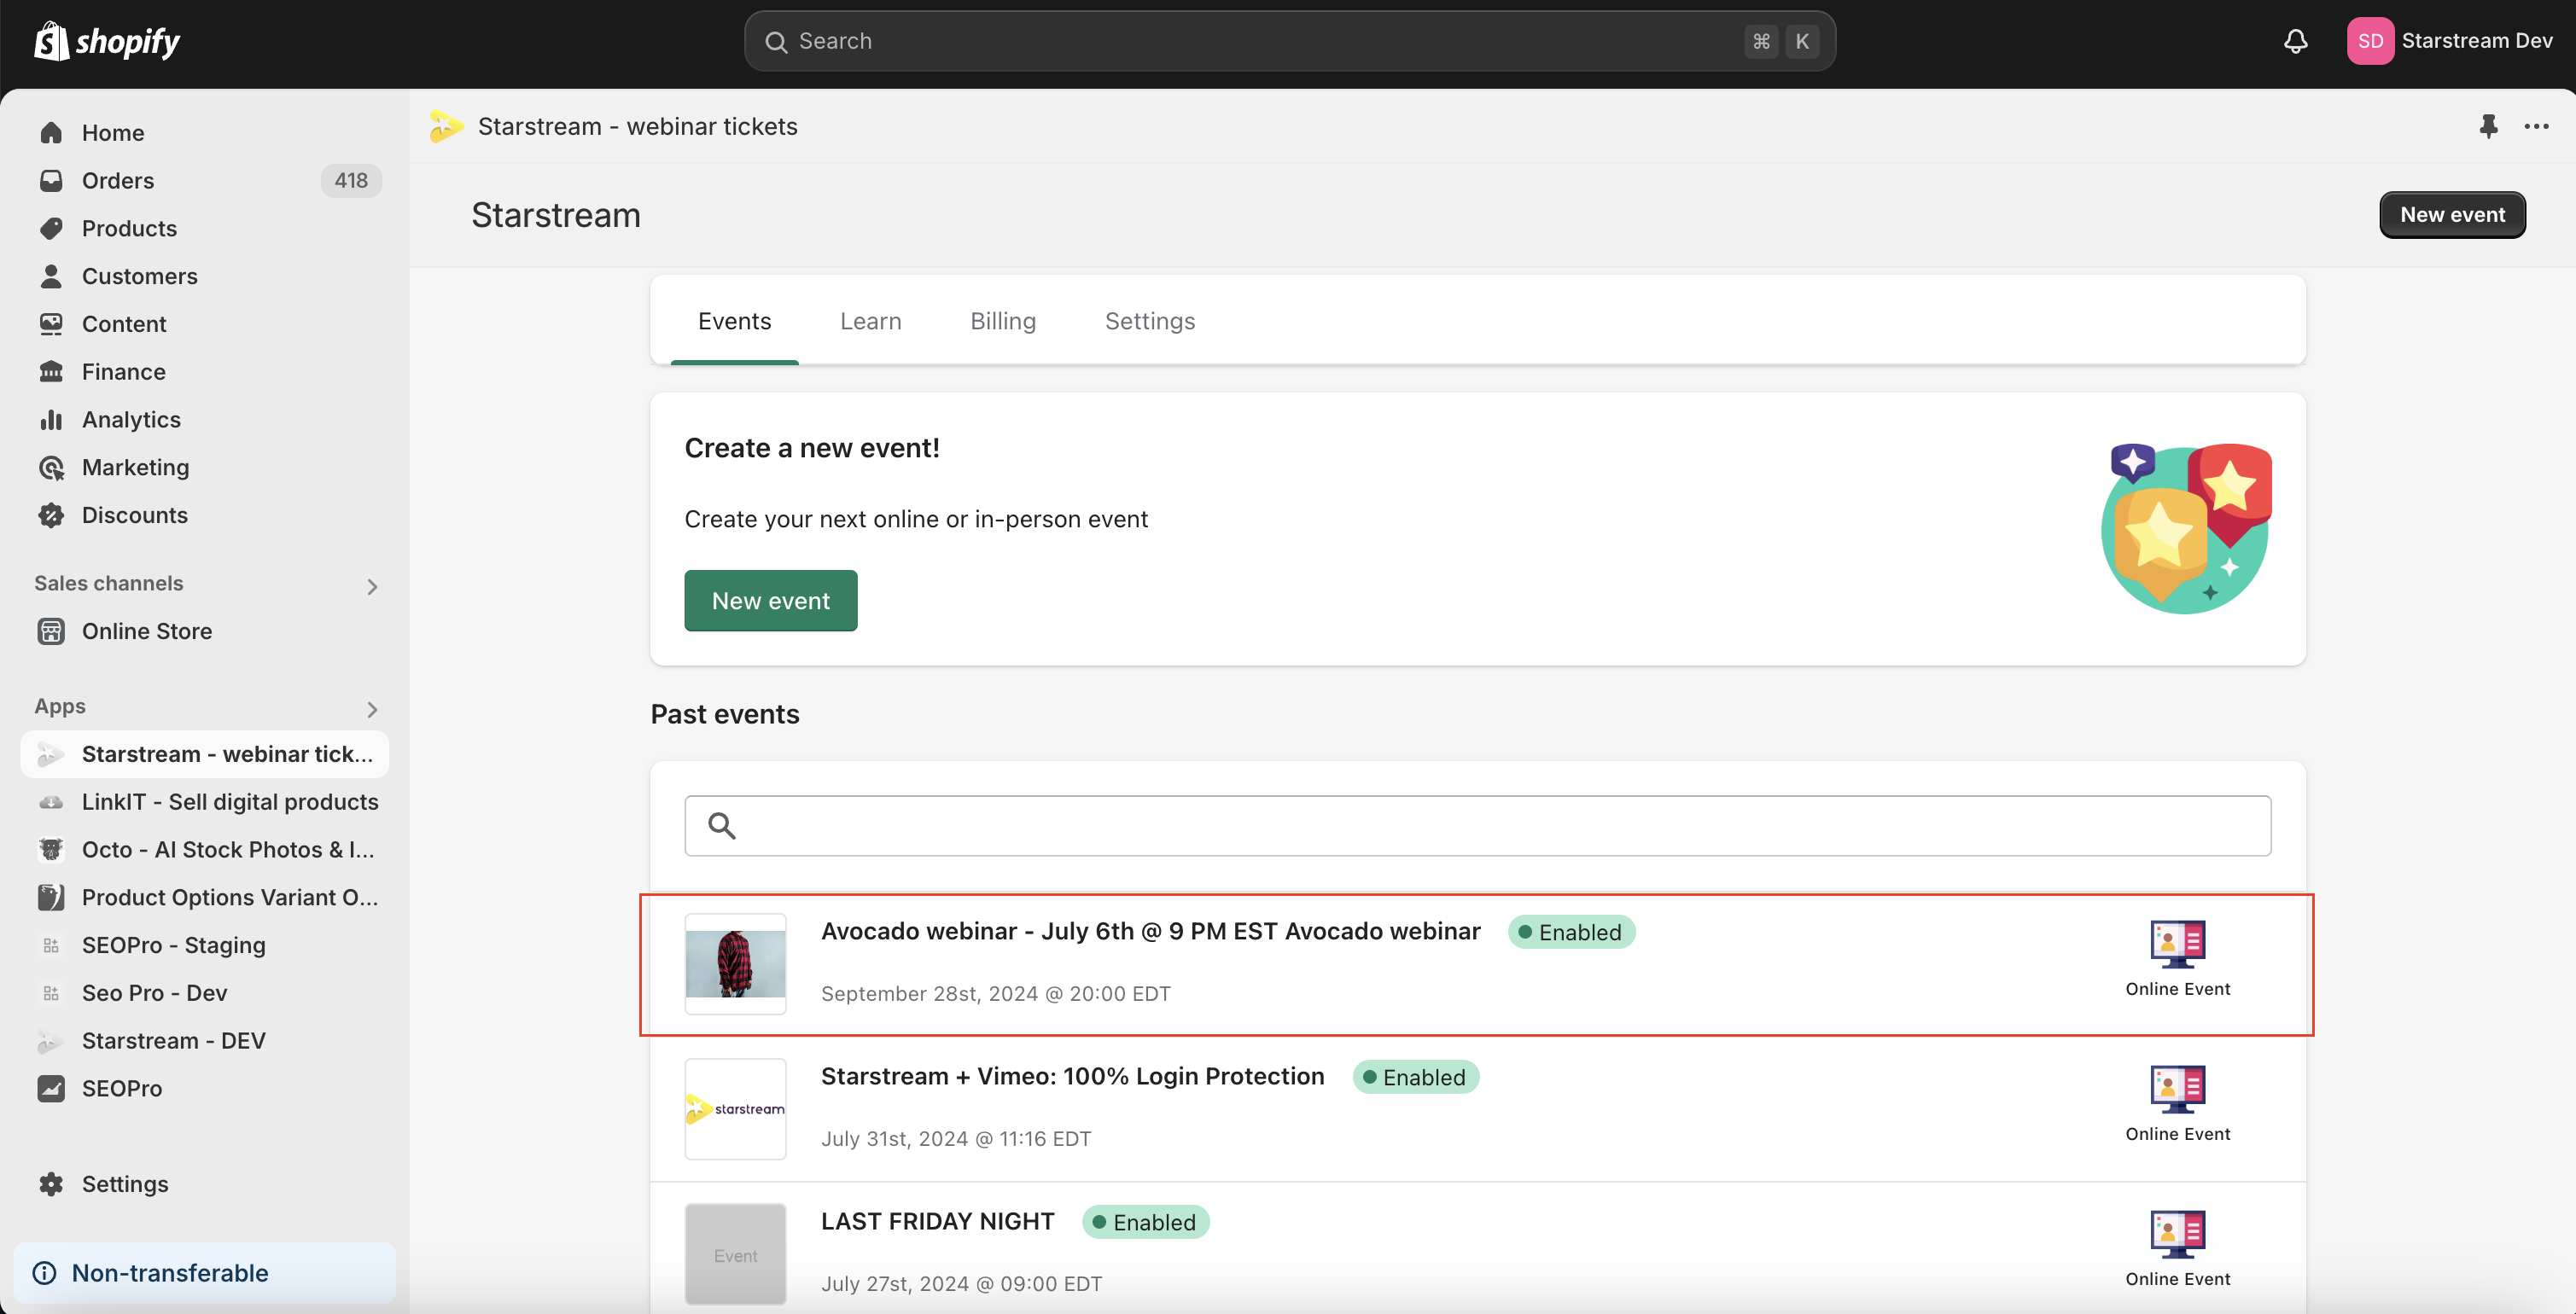 shopify
Search
⌘ K
SD Starstream Dev
Home
Orders 418
Products
Customers
Content
Finance
Analytics
Marketing
Discounts
Sales channels
Online Store
Apps
Starstream - webinar tick...
LinkIT - Sell digital products
Octo - AI Stock Photos & I...
Product Options Variant O...
SEOPro - Staging
Seo Pro - Dev
Starstream - DEV
SEOPro
Settings
Non-transferable
Starstream - webinar tickets
Starstream
New event
Events Learn Billing Settings
Create a new event!
Create your next online or in-person event
New event
Past events
Avocado webinar - July 6th @ 9 PM EST Avocado webinar Enabled
September 28st, 2024 @ 20:00 EDT
Online Event
Starstream + Vimeo: 100% Login Protection Enabled
starstream
July 31st, 2024 @ 11:16 EDT
Online Event
LAST FRIDAY NIGHT Enabled
Event
July 27st, 2024 @ 09:00 EDT
Online Event